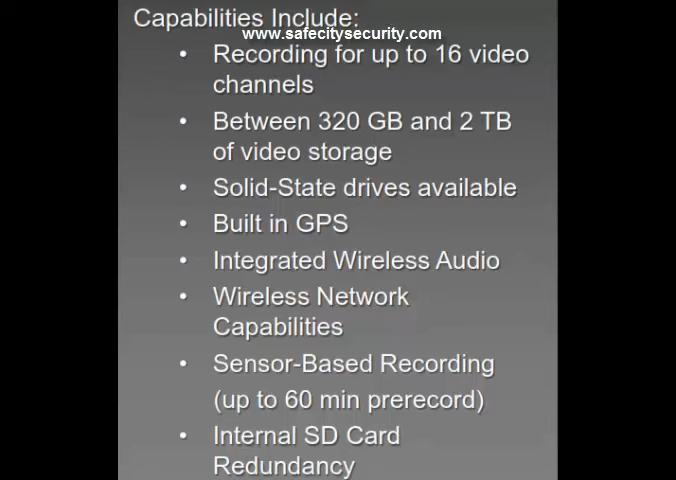 Capabilities Include:
www.safecitysecurity.com
• Recording for up to 16 video
channels
• Between 320 GB and 2 TB
of video storage
• Solid-State drives available
• Built in GPS
• Integrated Wireless Audio
• Wireless Network
Capabilities
• Sensor-Based Recording
(up to 60 min prerecord)
• Internal SD Card
Redundancy